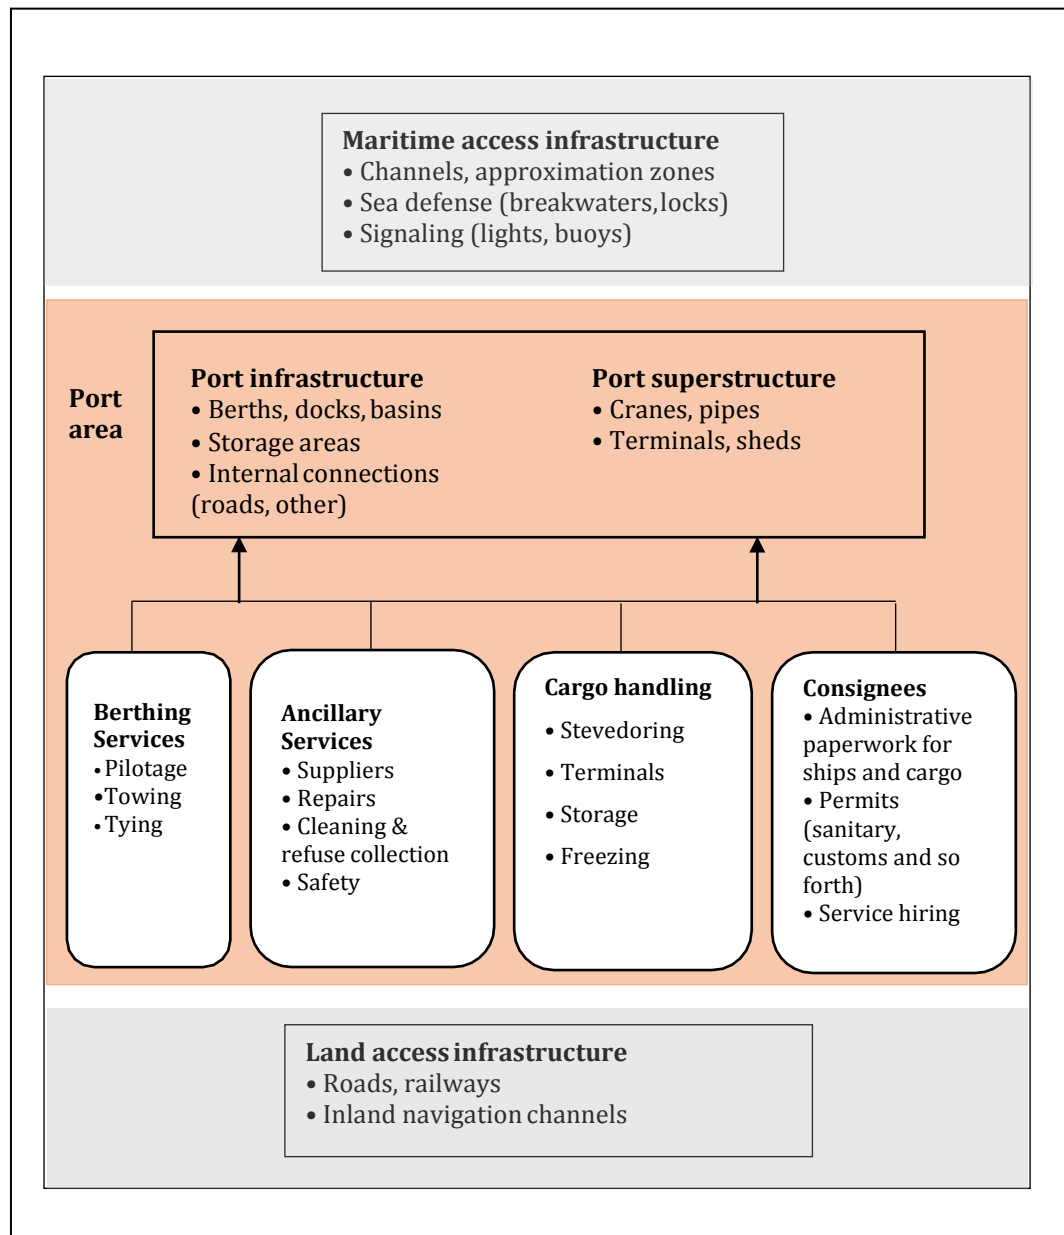 Maritime access infrastructure
• Channels, approximation zones
• Sea defense (breakwaters, locks)
• Signaling (lights, buoys)
Port
area
Port infrastructure
• Berths, docks, basins
• Storage areas
• Internal connections
(roads, other)
Port superstructure
• Cranes, pipes
• Terminals, sheds
Berthing
Services
• Pilotage
•Towing
• Tying
Ancillary
Services
• Suppliers
• Repairs
• Cleaning &
refuse collection
• Safety
Cargo handling
• Stevedoring
• Terminals
• Storage
• Freezing
Consignees
• Administrative
paperwork for
ships and cargo
• Permits
(sanitary,
customs and so
forth)
• Service hiring
Land access infrastructure
• Roads, railways
• Inland navigation channels